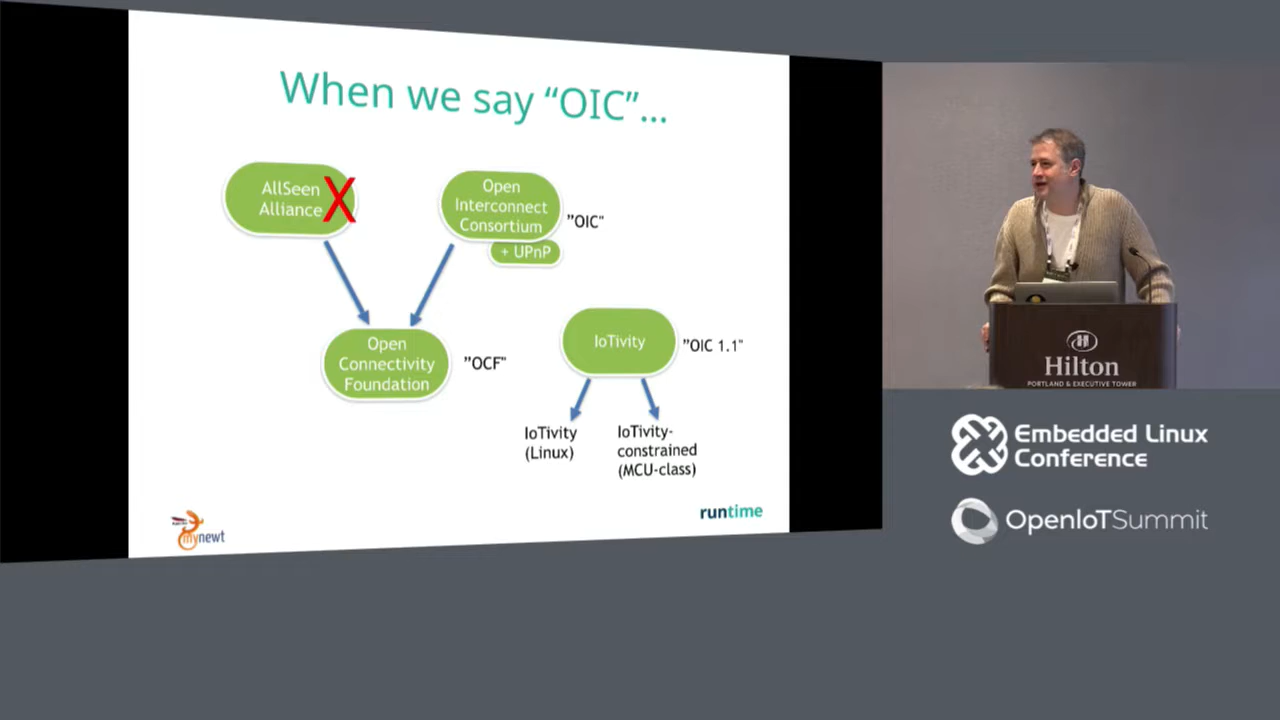 When we say “OIC”...
AllSeen
Alliance
X
Open
Interconnect
Consortium
"OIC"
+ UPnP
Open
Connectivity
Foundation
"OCF"
IoTivity
"OIC 1.1"
IoTivity
(Linux)
IoTivity-
constrained
(MCU-class)
mynewt
runtime
Hilton
PORTLAND & EXECUTIVE TOWER
Embedded Linux
Conference
OpenIoTSummit